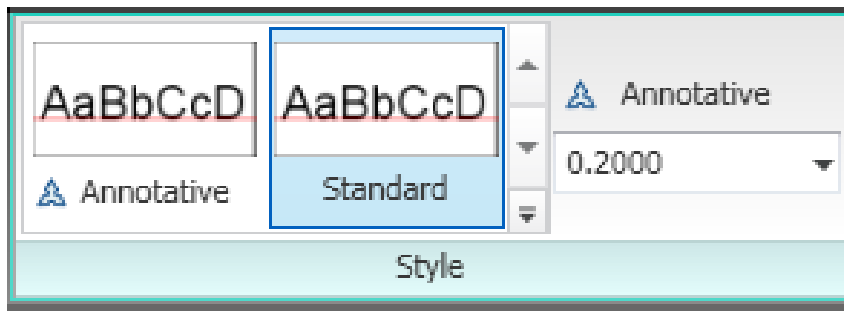 AaBbCcD AaBbCcD
Annotative
0.2000
Annotative Standard
Style